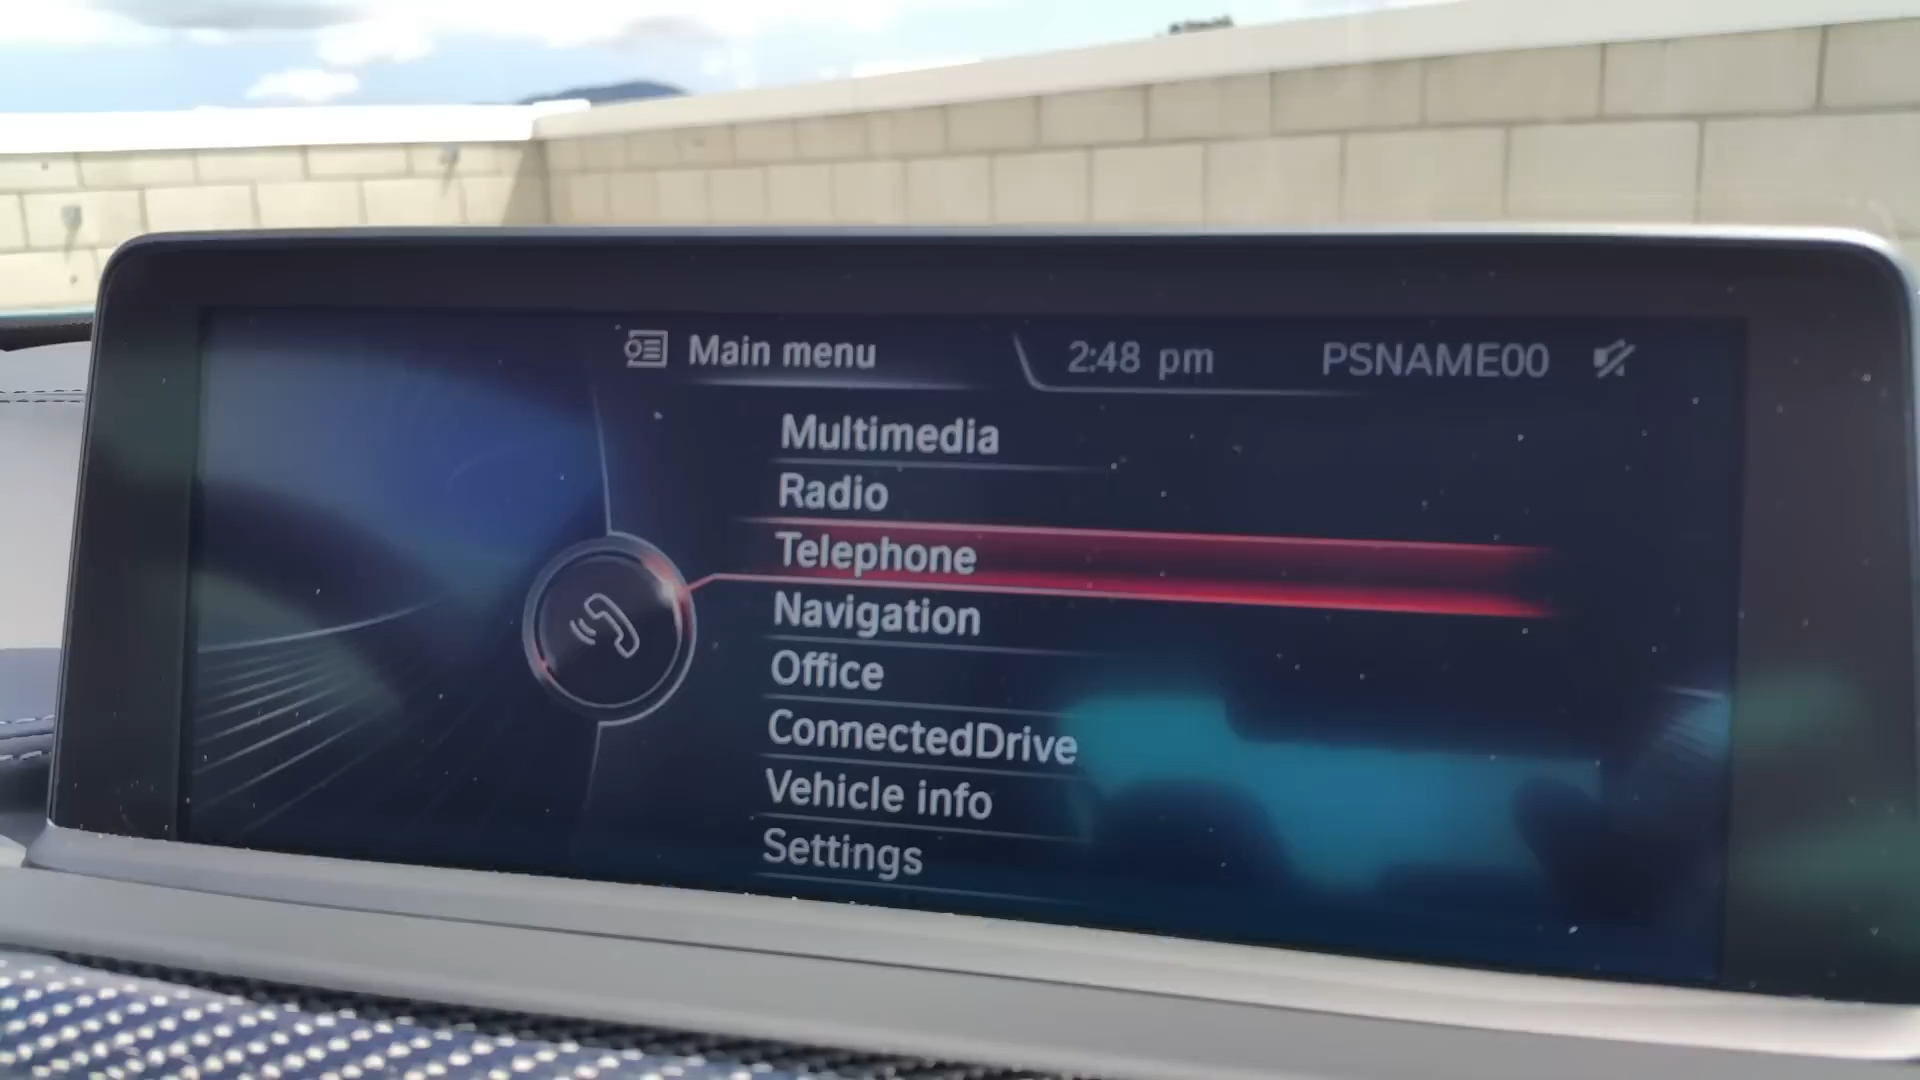 Main menu 2:48 pm PSNAME00
Multimedia
Radio
Telephone
Navigation
Office
ConnectedDrive
Vehicle info
Settings